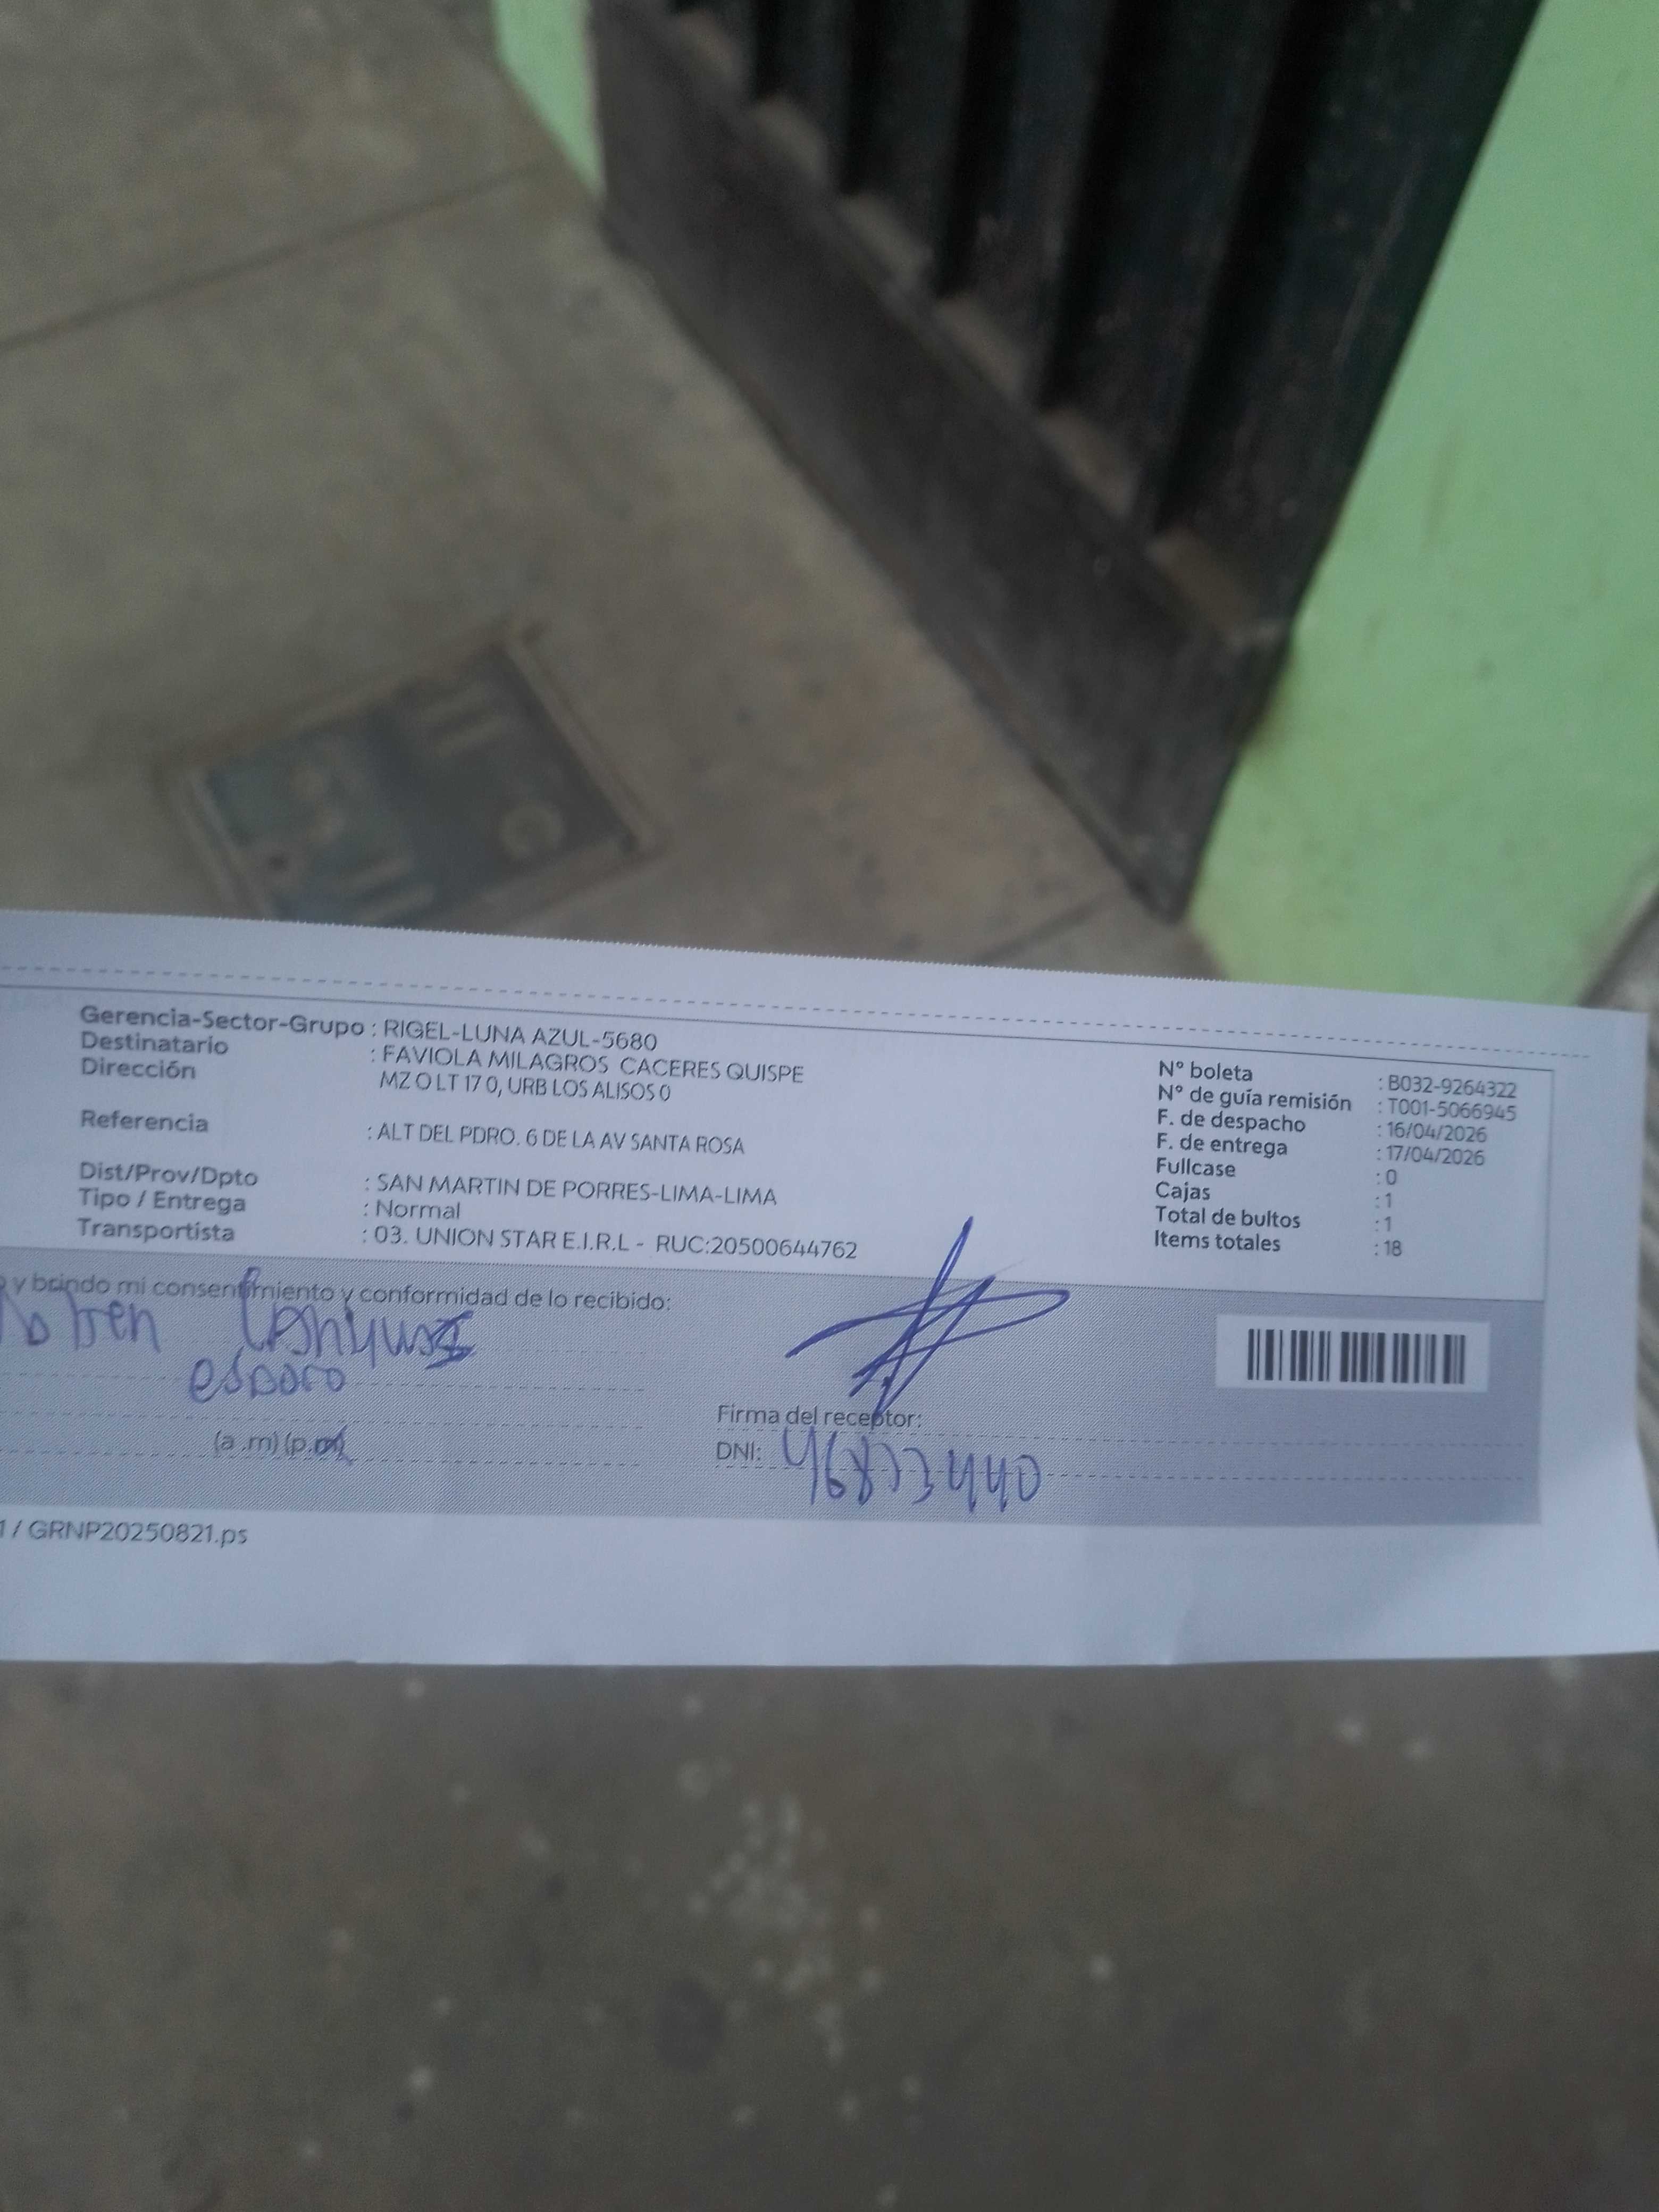 Gerencia-Sector-Grupo : RIGEL-LUNA AZUL-5680
Destinatario : FAVIOLA MILAGROS CACERES QUISPE
Dirección MZ O LT 17 0, URB LOS ALISOS 0
Referencia : ALT DEL PDRO. 6 DE LA AV SANTA ROSA
Dist/Prov/Dpto : SAN MARTIN DE PORRES-LIMA-LIMA
Tipo / Entrega : Normal
Transportista : 03. UNION STAR E.I.R.L - RUC:20500644762
N° boleta : B032-9264322
N° de guía remisión : T001-5066945
F. de despacho : 16/04/2026
F. de entrega : 17/04/2026
Fullcase : 0
Cajas : 1
Total de bultos : 1
Items totales : 18
y brindo mi consentimiento y conformidad de lo recibido:
(a.m) (p.m)
Firma del receptor:
DNI:
/ GRNP20250821.ps